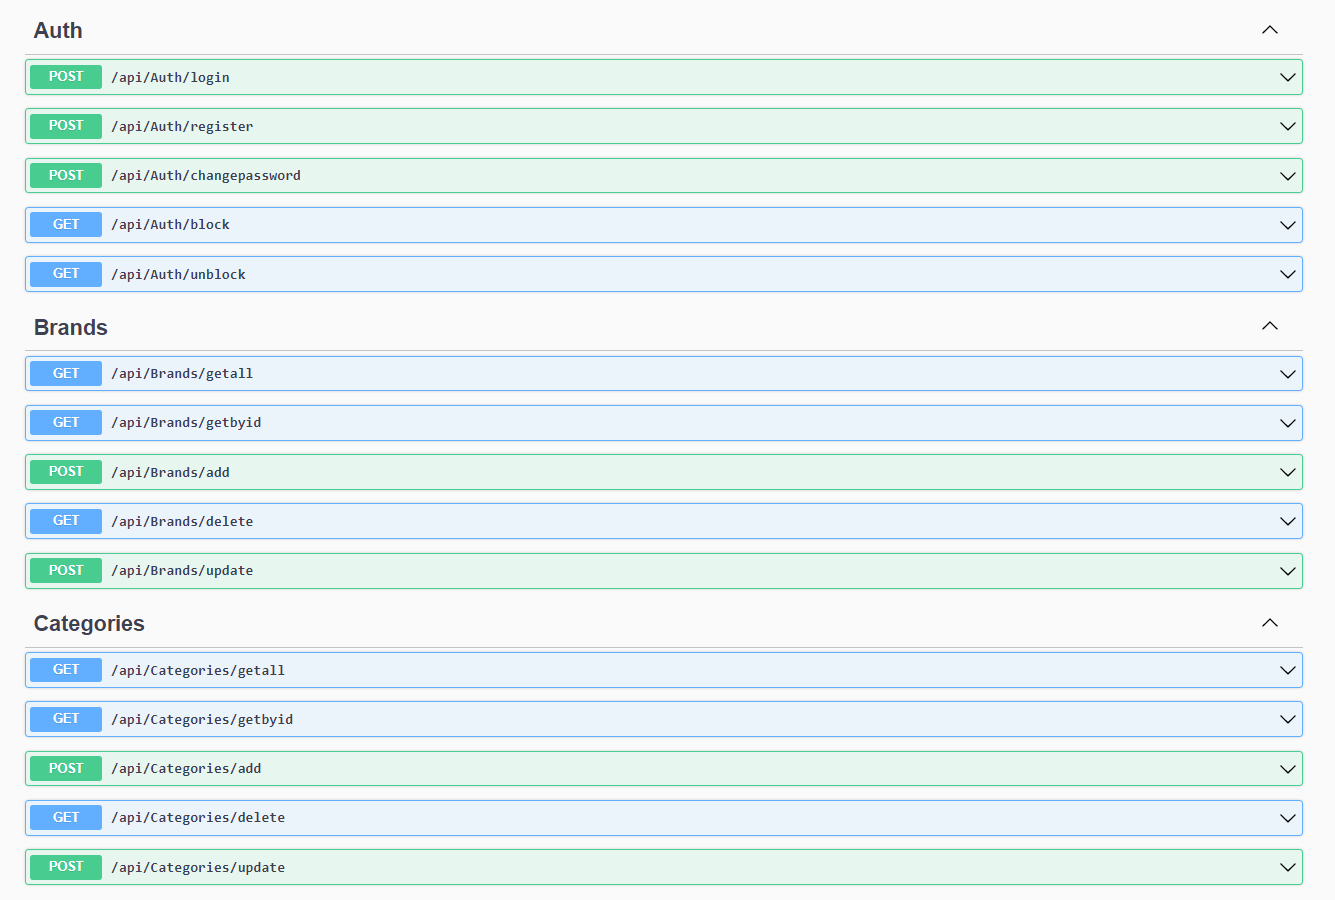 Auth
POST /api/Auth/login
POST /api/Auth/register
POST /api/Auth/changepassword
GET /api/Auth/block
GET /api/Auth/unblock
Brands
GET /api/Brands/getall
GET /api/Brands/getbyid
POST /api/Brands/add
GET /api/Brands/delete
POST /api/Brands/update
Categories
GET /api/Categories/getall
GET /api/Categories/getbyid
POST /api/Categories/add
GET /api/Categories/delete
POST /api/Categories/update